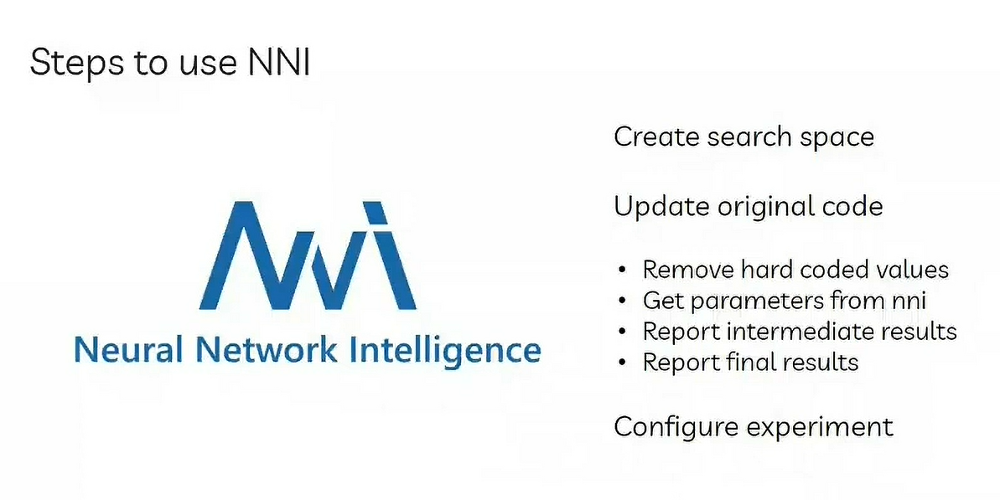 Steps to use NNI
NNI
Neural Network Intelligence
Create search space
Update original code
• Remove hard coded values
• Get parameters from nni
• Report intermediate results
• Report final results
Configure experiment